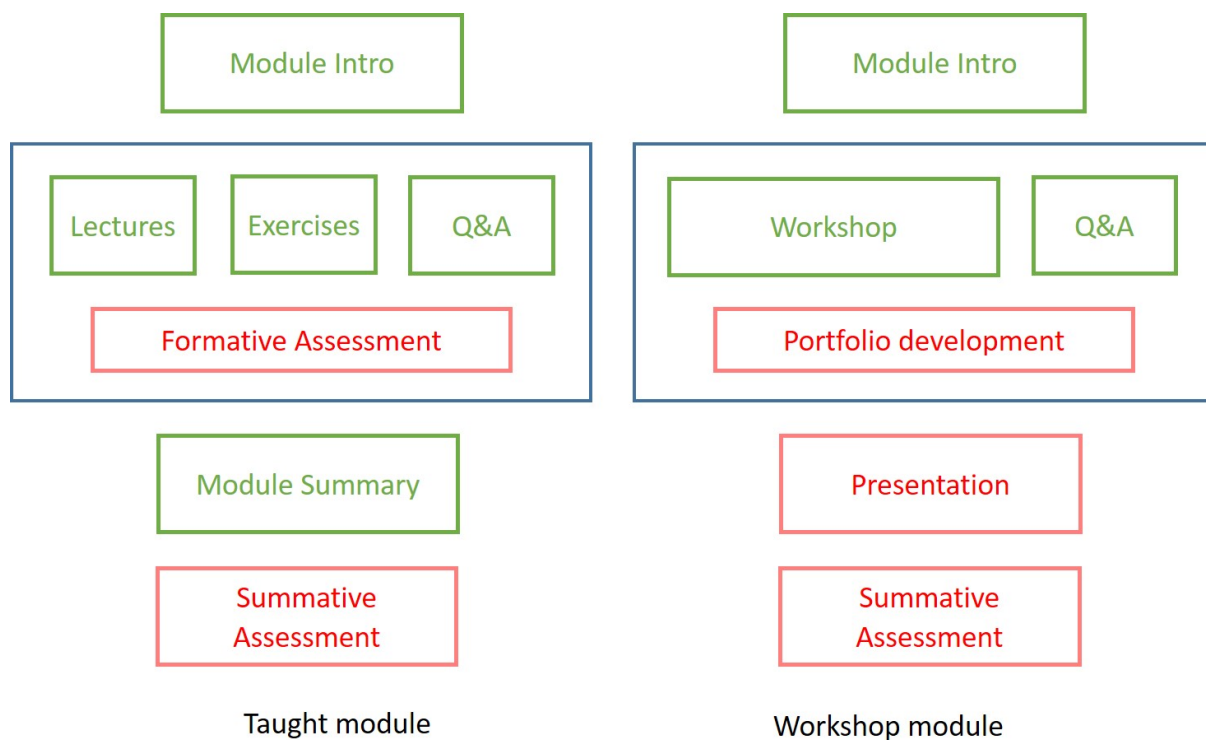 Module Intro
Lectures
Exercises
Q&A
Formative Assessment
Module Summary
Summative
Assessment
Taught module
Module Intro
Workshop
Q&A
Portfolio development
Presentation
Summative
Assessment
Workshop module